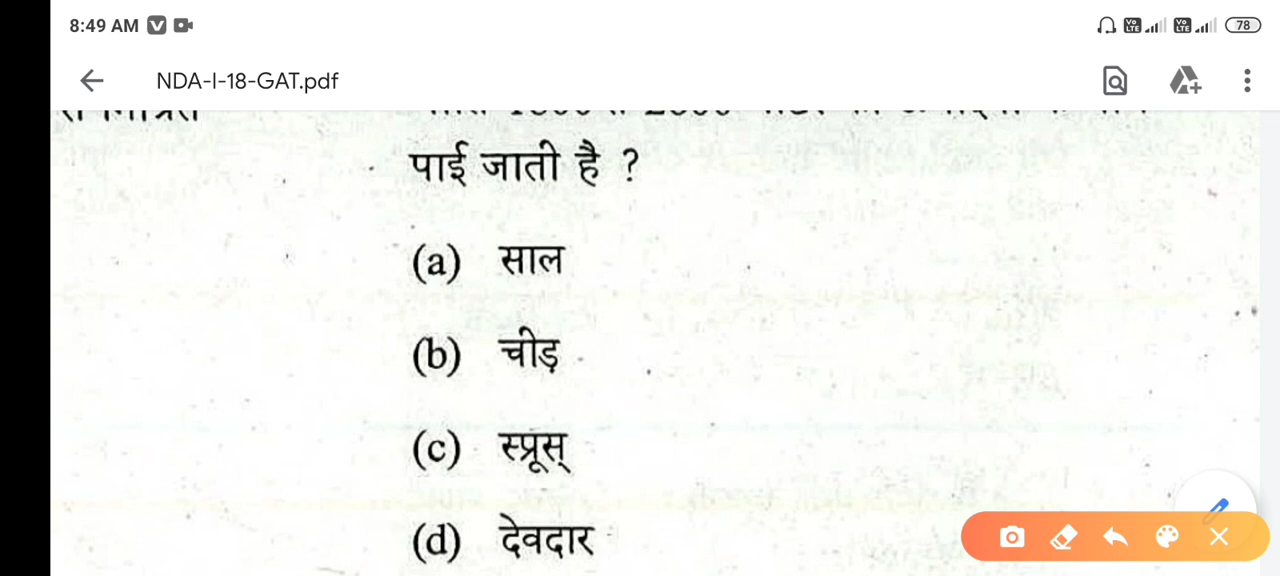 8:49 AM
78
NDA-I-18-GAT.pdf
पाई जाती है ?
(a) साल
(b) चीड़
(c) स्प्रूस्
(d) देवदार